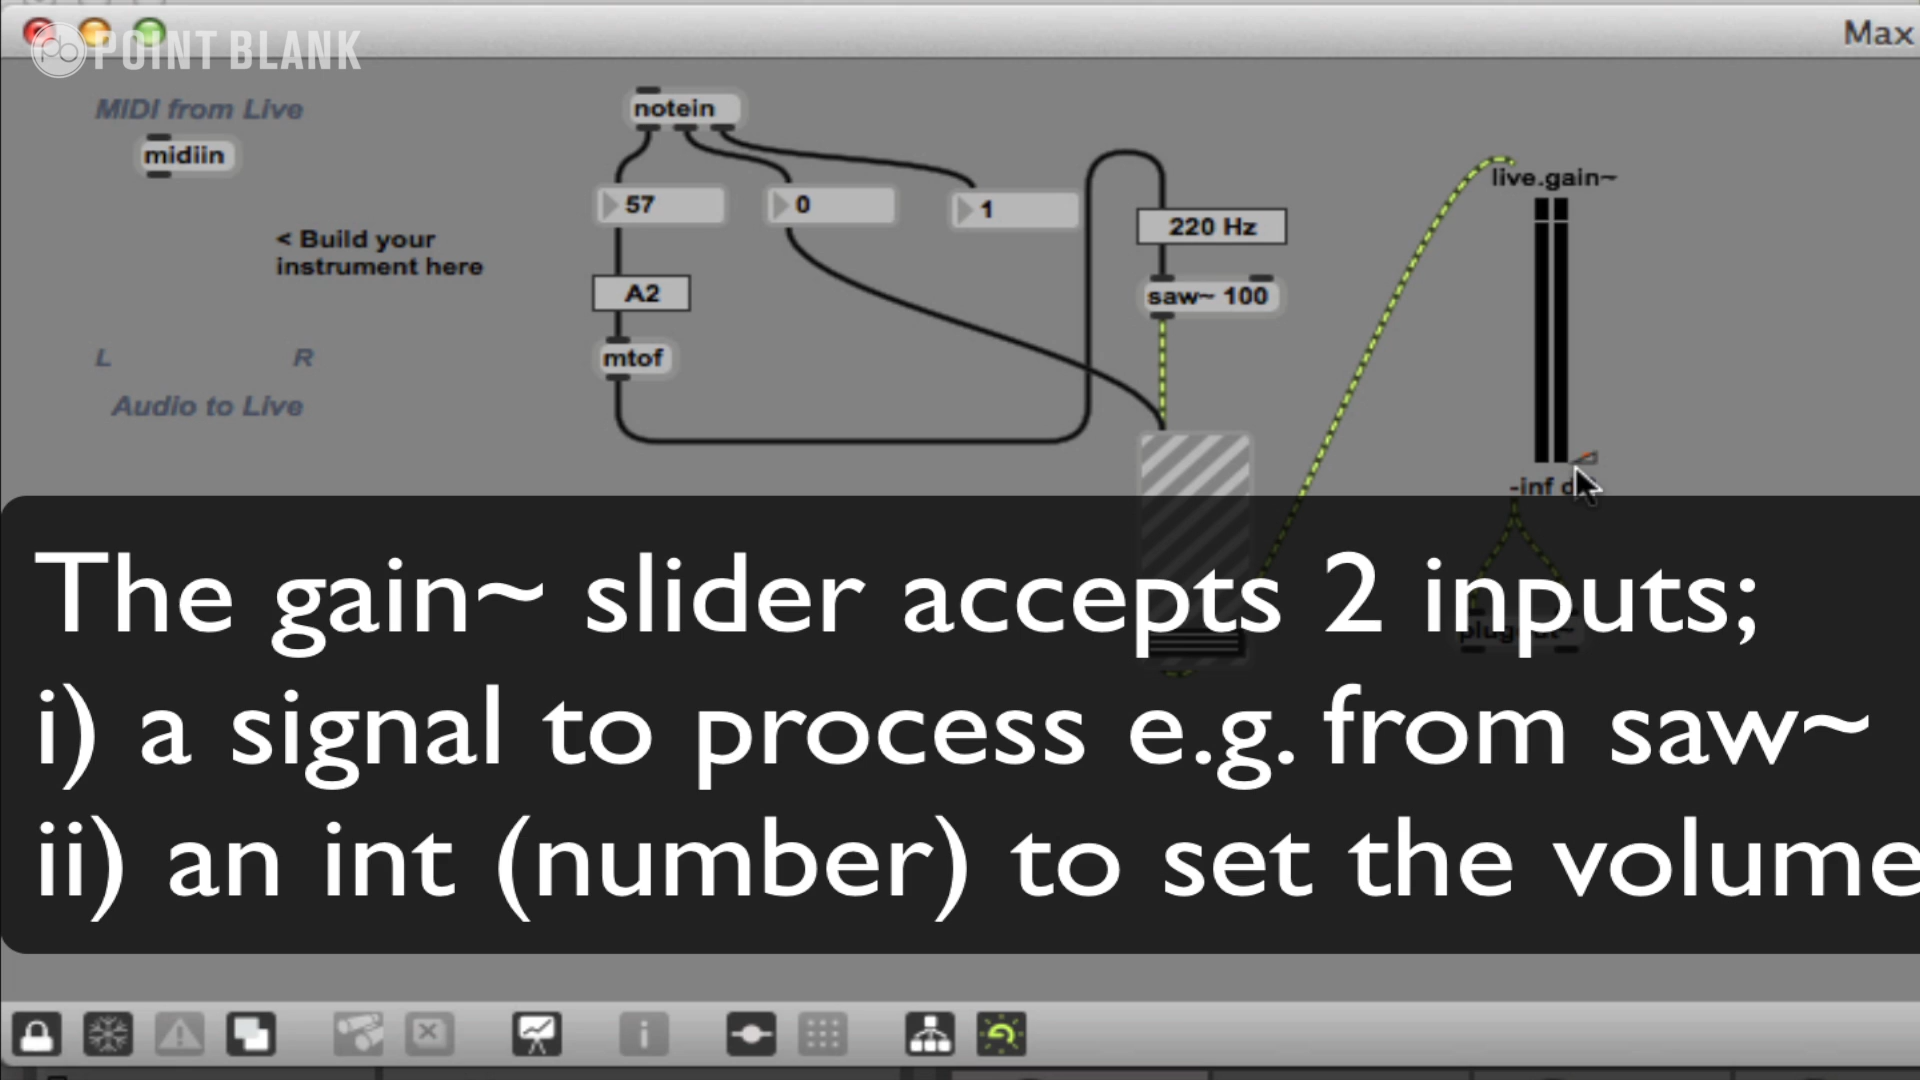 POINT BLANK
Max
MIDI from Live
midiin
notein
57
0
1
220 Hz
live.gain~
< Build your
instrument here
A2
saw~ 100
mtof
L
R
Audio to Live
-inf
The gain~ slider accepts 2 inputs;
i) a signal to process e.g. from saw~
ii) an int (number) to set the volume